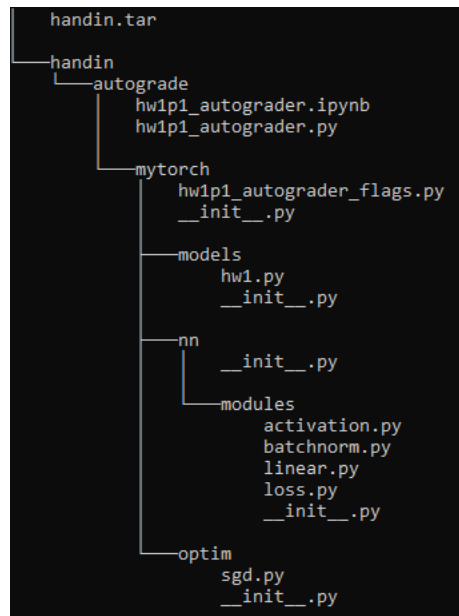 handin.tar
handin
autograde
hw1p1_autograder.ipynb
hw1p1_autograder.py
mytorch
hw1p1_autograder_flags.py
__init__.py
models
hw1.py
__init__.py
nn
__init__.py
modules
activation.py
batchnorm.py
linear.py
loss.py
__init__.py
optim
sgd.py
__init__.py